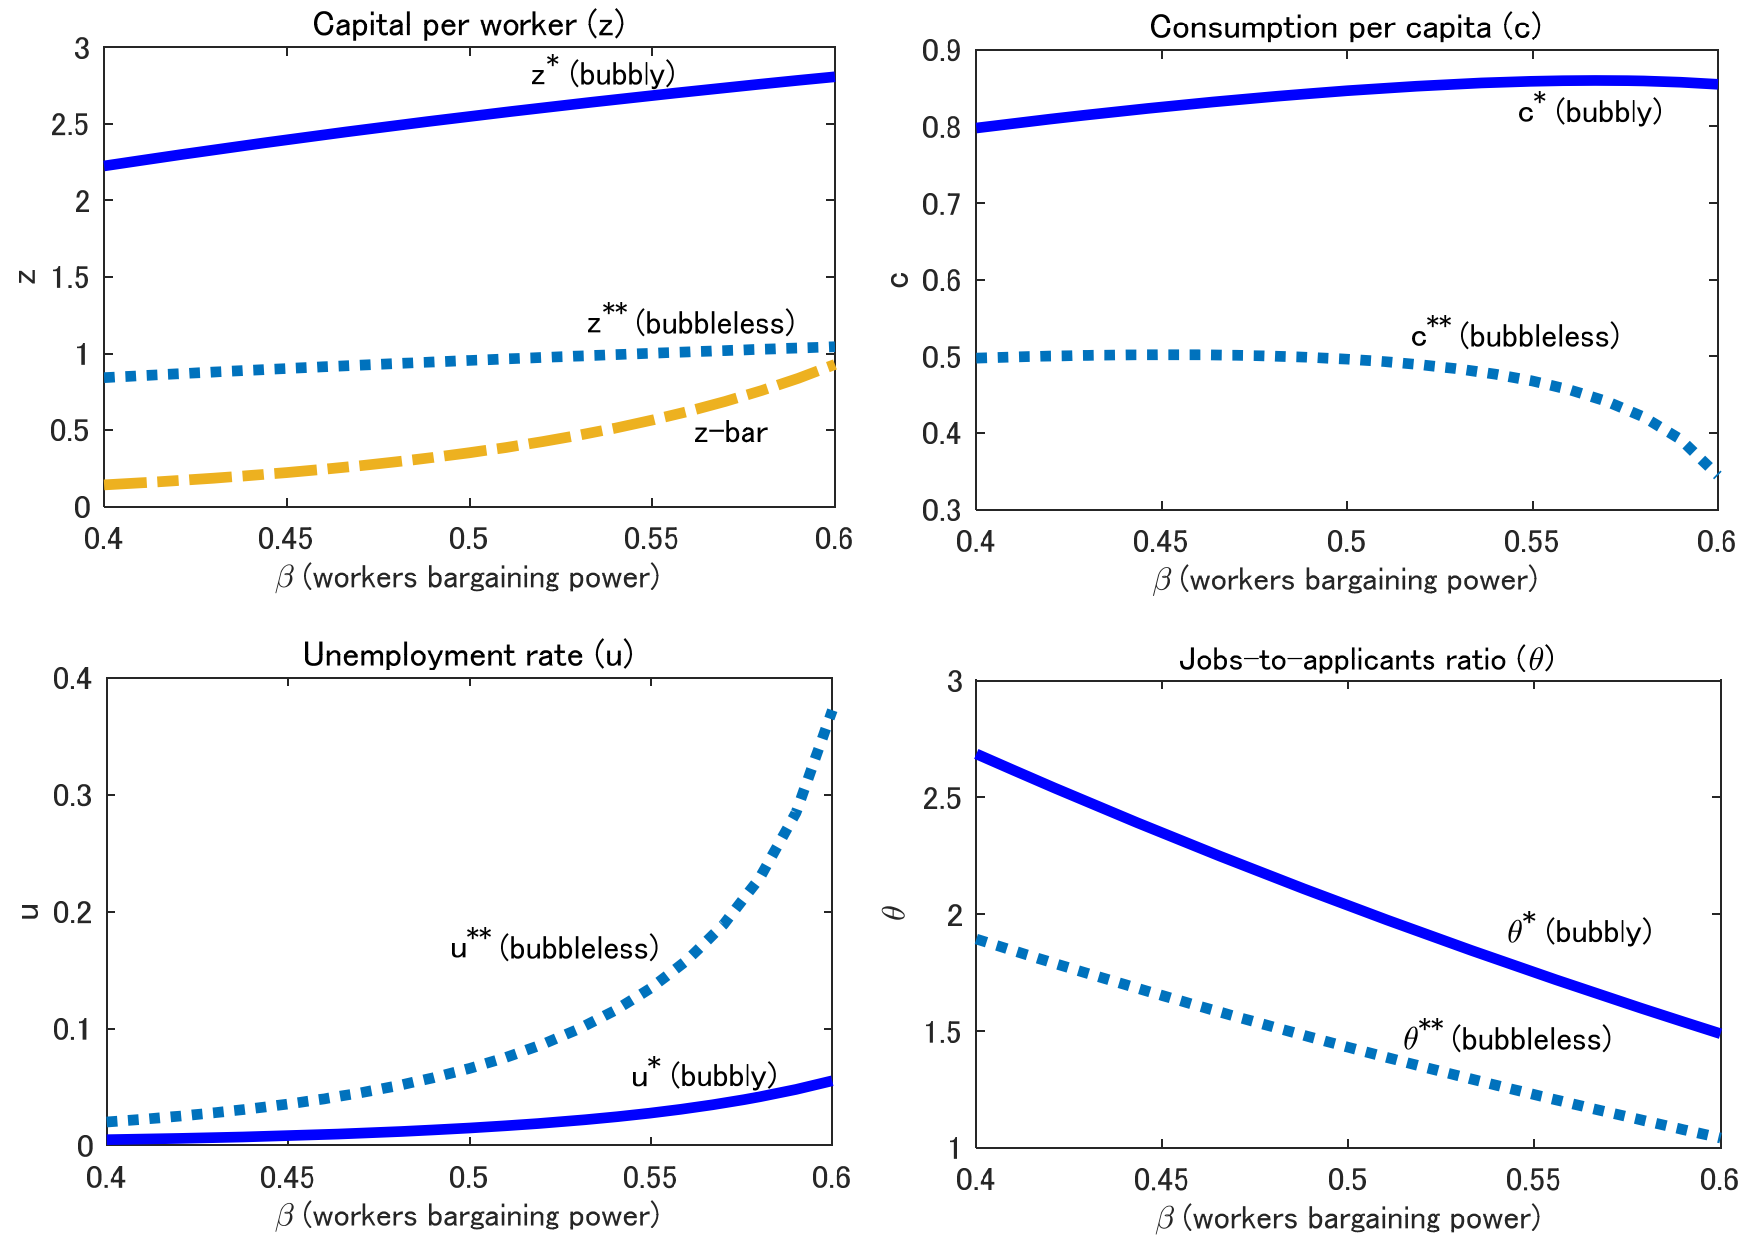 Capital per worker (z)
3
2.5
2
1.5
1
0.5
0
z
z* (bubbly)
z** (bubbleless)
z-bar
0.4 0.45 0.5 0.55 0.6
β (workers bargaining power)
Consumption per capita (c)
0.9
0.8
0.7
0.6
0.5
0.4
0.3
c
c* (bubbly)
c** (bubbleless)
0.4 0.45 0.5 0.55 0.6
β (workers bargaining power)
Unemployment rate (u)
0.4
0.3
0.2
0.1
0
u
u** (bubbleless)
u* (bubbly)
0.4 0.45 0.5 0.55 0.6
β (workers bargaining power)
Jobs-to-applicants ratio (θ)
3
2.5
2
1.5
1
θ
θ* (bubbly)
θ** (bubbleless)
0.4 0.45 0.5 0.55 0.6
β (workers bargaining power)